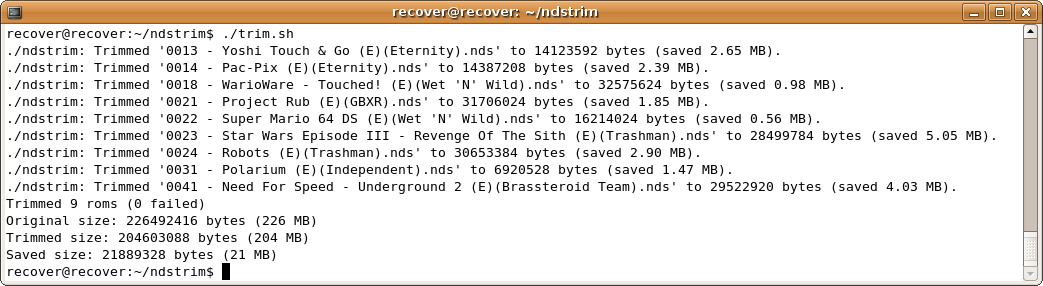 recover@recover: ~/ndstrim
recover@recover:~/ndstrim$ ./trim.sh
./ndstrim: Trimmed '0013 - Yoshi Touch & Go (E)(Eternity).nds' to 14123592 bytes (saved 2.65 MB).
./ndstrim: Trimmed '0014 - Pac-Pix (E)(Eternity).nds' to 14387208 bytes (saved 2.39 MB).
./ndstrim: Trimmed '0018 - WarioWare - Touched! (E)(Wet 'N' Wild).nds' to 32575624 bytes (saved 0.98 MB).
./ndstrim: Trimmed '0021 - Project Rub (E)(GBXR).nds' to 31706024 bytes (saved 1.85 MB).
./ndstrim: Trimmed '0022 - Super Mario 64 DS (E)(Wet 'N' Wild).nds' to 16214024 bytes (saved 0.56 MB).
./ndstrim: Trimmed '0023 - Star Wars Episode III - Revenge Of The Sith (E)(Trashman).nds' to 28499784 bytes (saved 5.05 MB).
./ndstrim: Trimmed '0024 - Robots (E)(Trashman).nds' to 30653384 bytes (saved 2.90 MB).
./ndstrim: Trimmed '0031 - Polarium (E)(Independent).nds' to 6920528 bytes (saved 1.47 MB).
./ndstrim: Trimmed '0041 - Need For Speed - Underground 2 (E)(Brassteroid Team).nds' to 29522920 bytes (saved 4.03 MB).
Trimmed 9 roms (0 failed)
Original size: 226492416 bytes (226 MB)
Trimmed size: 204603088 bytes (204 MB)
Saved size: 21889328 bytes (21 MB)
recover@recover:~/ndstrim$